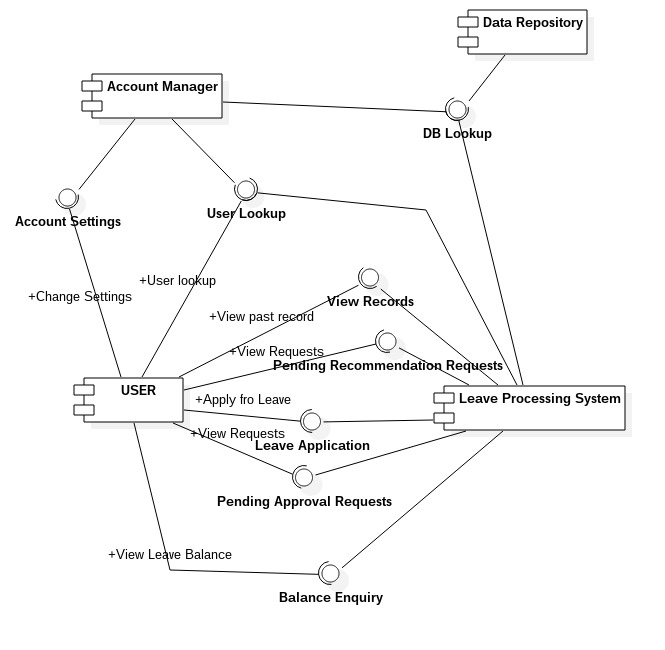 Data Repository
Account Manager
DB Lookup
Account Settings
User Lookup
+User lookup
+Change Settings
View Records
+View past record
+View Requests
Pending Recommendation Requests
USER
+Apply fro Leave
Leave Processing System
+View Requests
Leave Application
Pending Approval Requests
+View Leave Balance
Balance Enquiry